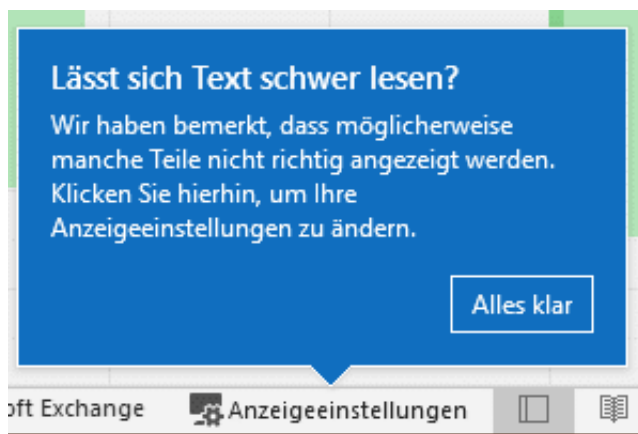 Lässt sich Text schwer lesen?
Wir haben bemerkt, dass möglicherweise
manche Teile nicht richtig angezeigt werden.
Klicken Sie hierhin, um Ihre
Anzeigeeinstellungen zu ändern.
Alles klar
oft Exchange Anzeigeeinstellungen